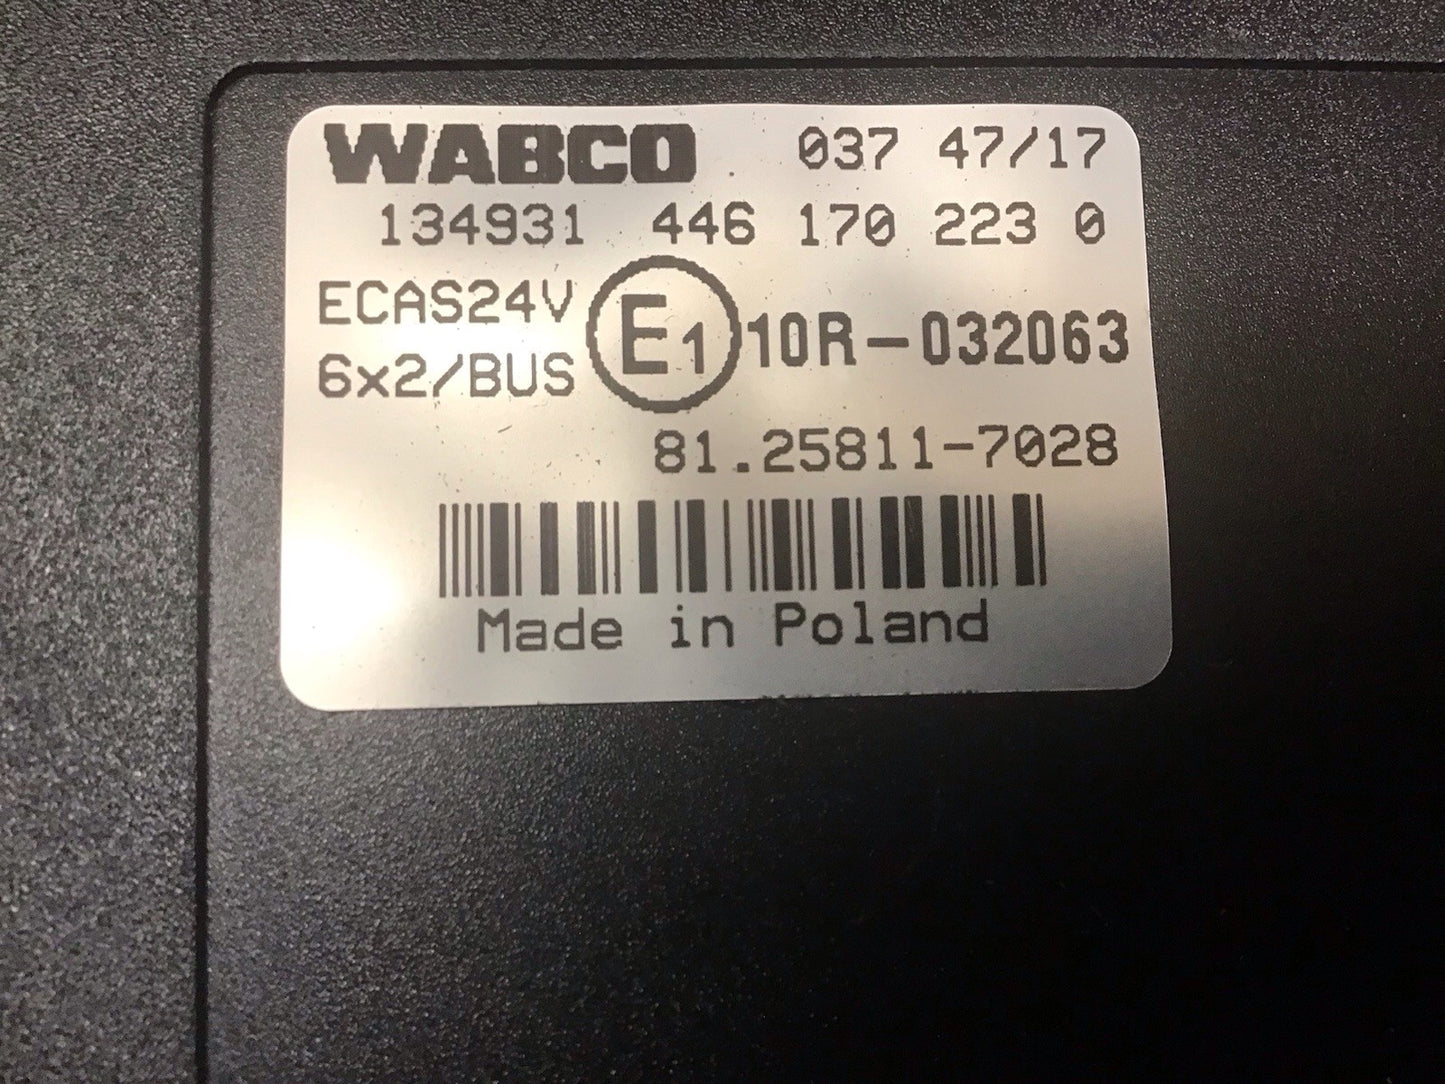 WABCO 037 47/17
134931 446 170 223 0
ECAS24V
6x2/BUS
E1 10R-032063
81.25811-7028
Made in Poland